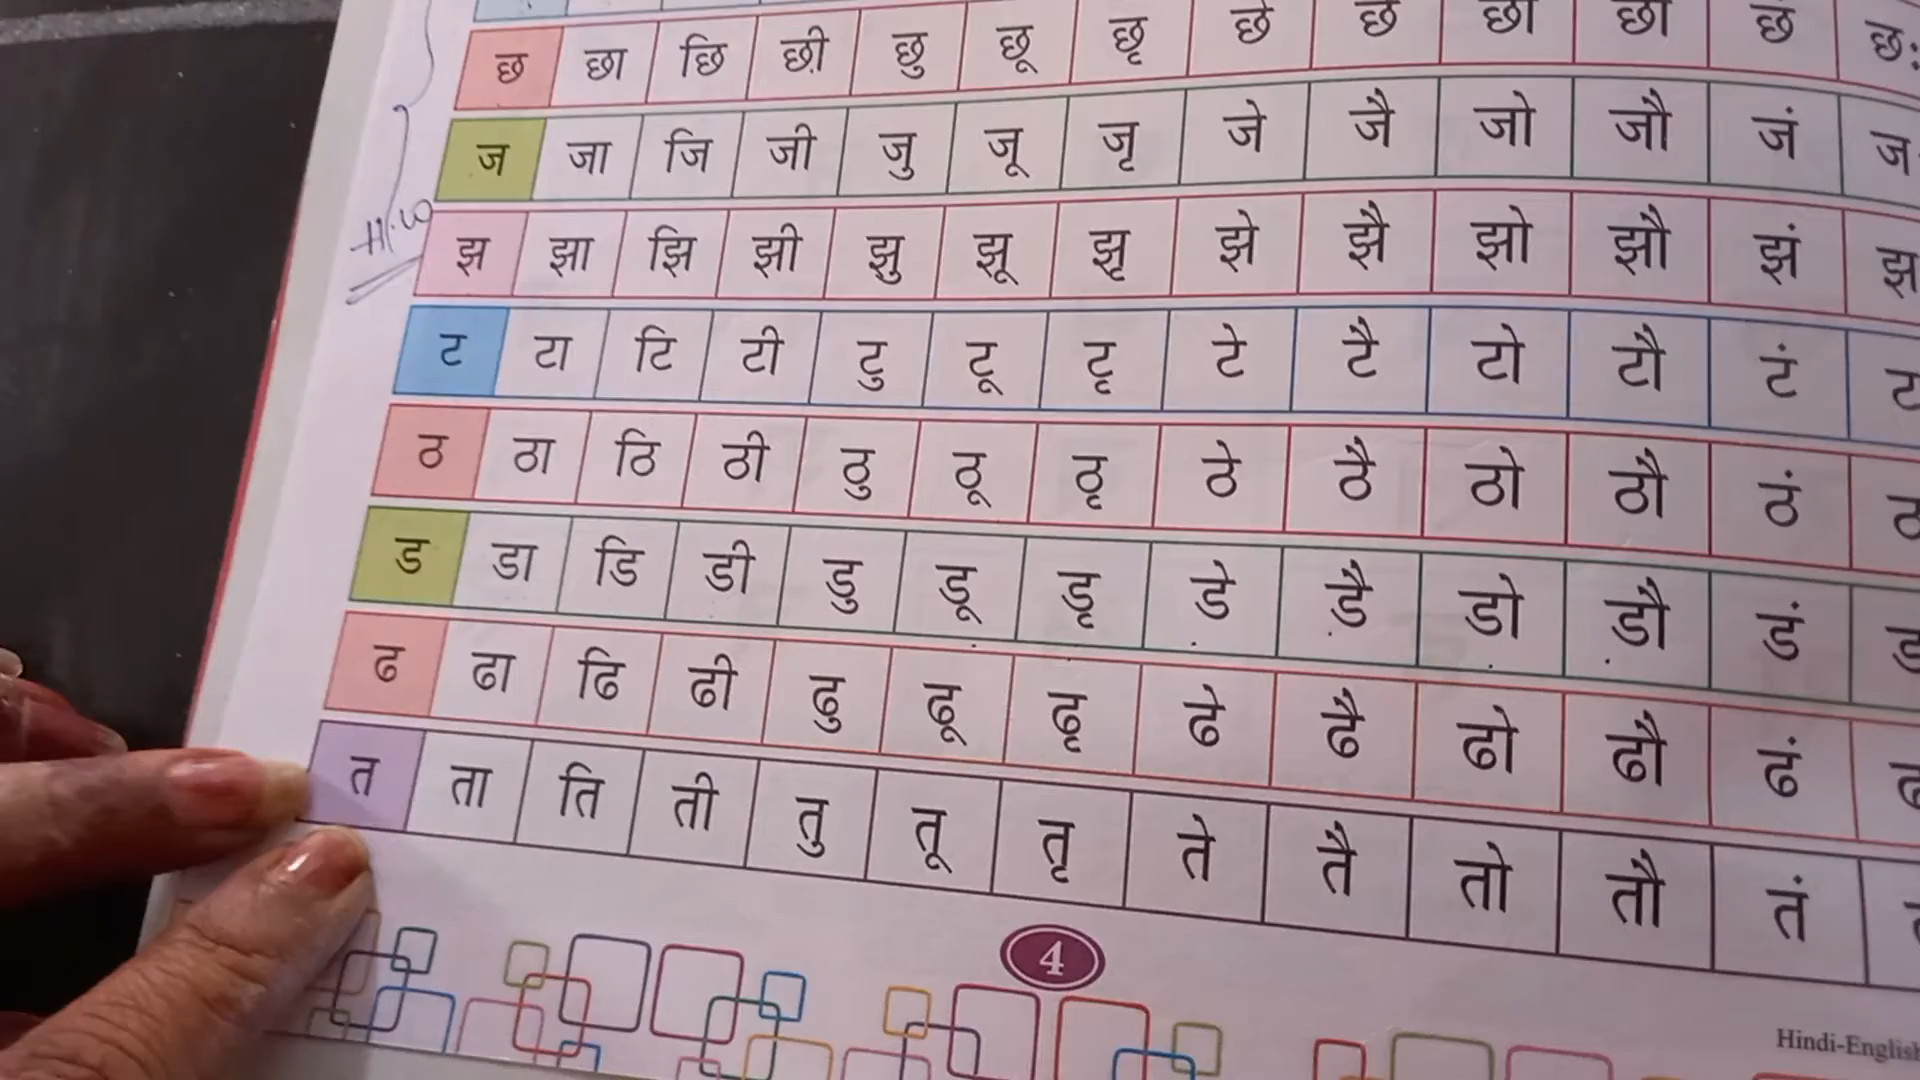 छ छा छि छी छु छू छृ छे छै छो छौ छं छः
ज जा जि जी जु जू जृ जे जै जो जौ जं ज
H.W
झ झा झि झी झु झू झृ झे झै झो झौ झं झ
ट टा टि टी टु टू टृ टे टै टो टौ टं ट
ठ ठा ठि ठी ठु ठू ठृ ठे ठै ठो ठौ ठं ठ
ड डा डि डी डु डू डृ डे डै डो डौ डं ड
ढ ढा ढि ढी ढु ढू ढृ ढे ढै ढो ढौ ढं ढ
त ता ति ती तु तू तृ ते तै तो तौ तं
4
Hindi-English